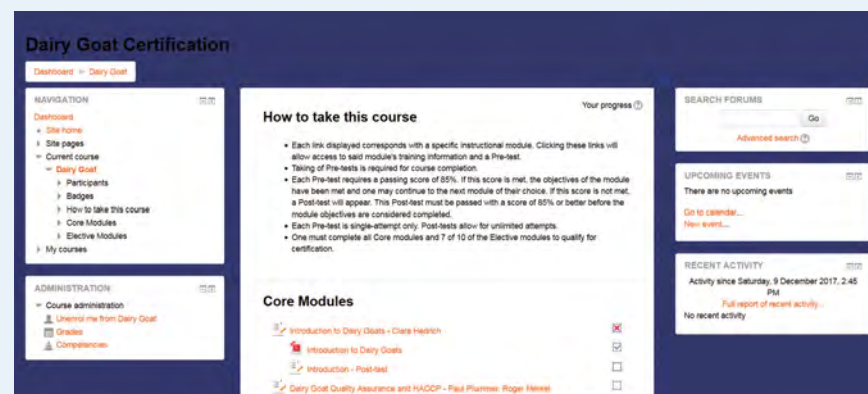 Dairy Goat Certification
Dashboard ▻ Dairy Goat
NAVIGATION
Dashboard
Site home
Site pages
Current course
Dairy Goat
Participants
Badges
How to take this course
Core Modules
Elective Modules
My courses
ADMINISTRATION
Course administration
Unenrol me from Dairy Goat
Grades
Competencies
Your progress
How to take this course
• Each link displayed corresponds with a specific instructional module. Clicking these links will
allow access to said module's training information and a Pre-test.
• Taking of Pre-tests is required for course completion.
• Each Pre-test requires a passing score of 85%. If this score is met, the objectives of the module
have been met and one may continue to the next module of their choice. If this score is not met,
a Post-test will appear. This Post-test must be passed with a score of 85% or better before the
module objectives are considered completed.
• Each Pre-test is single-attempt only. Post-tests allow for unlimited attempts.
• One must complete all Core modules and 7 of 10 of the Elective modules to qualify for
certification.
Core Modules
Introduction to Dairy Goats - Clara Hedrich
Introduction to Dairy Goats
Introduction - Post-test
Dairy Goat Quality Assurance and HACCP - Paul Plummer, Roger Merkel
SEARCH FORUMS
Go
Advanced search
UPCOMING EVENTS
There are no upcoming events
Go to calendar...
New event...
RECENT ACTIVITY
Activity since Saturday, 9 December 2017, 2:45
PM
Full report of recent activity...
No recent activity